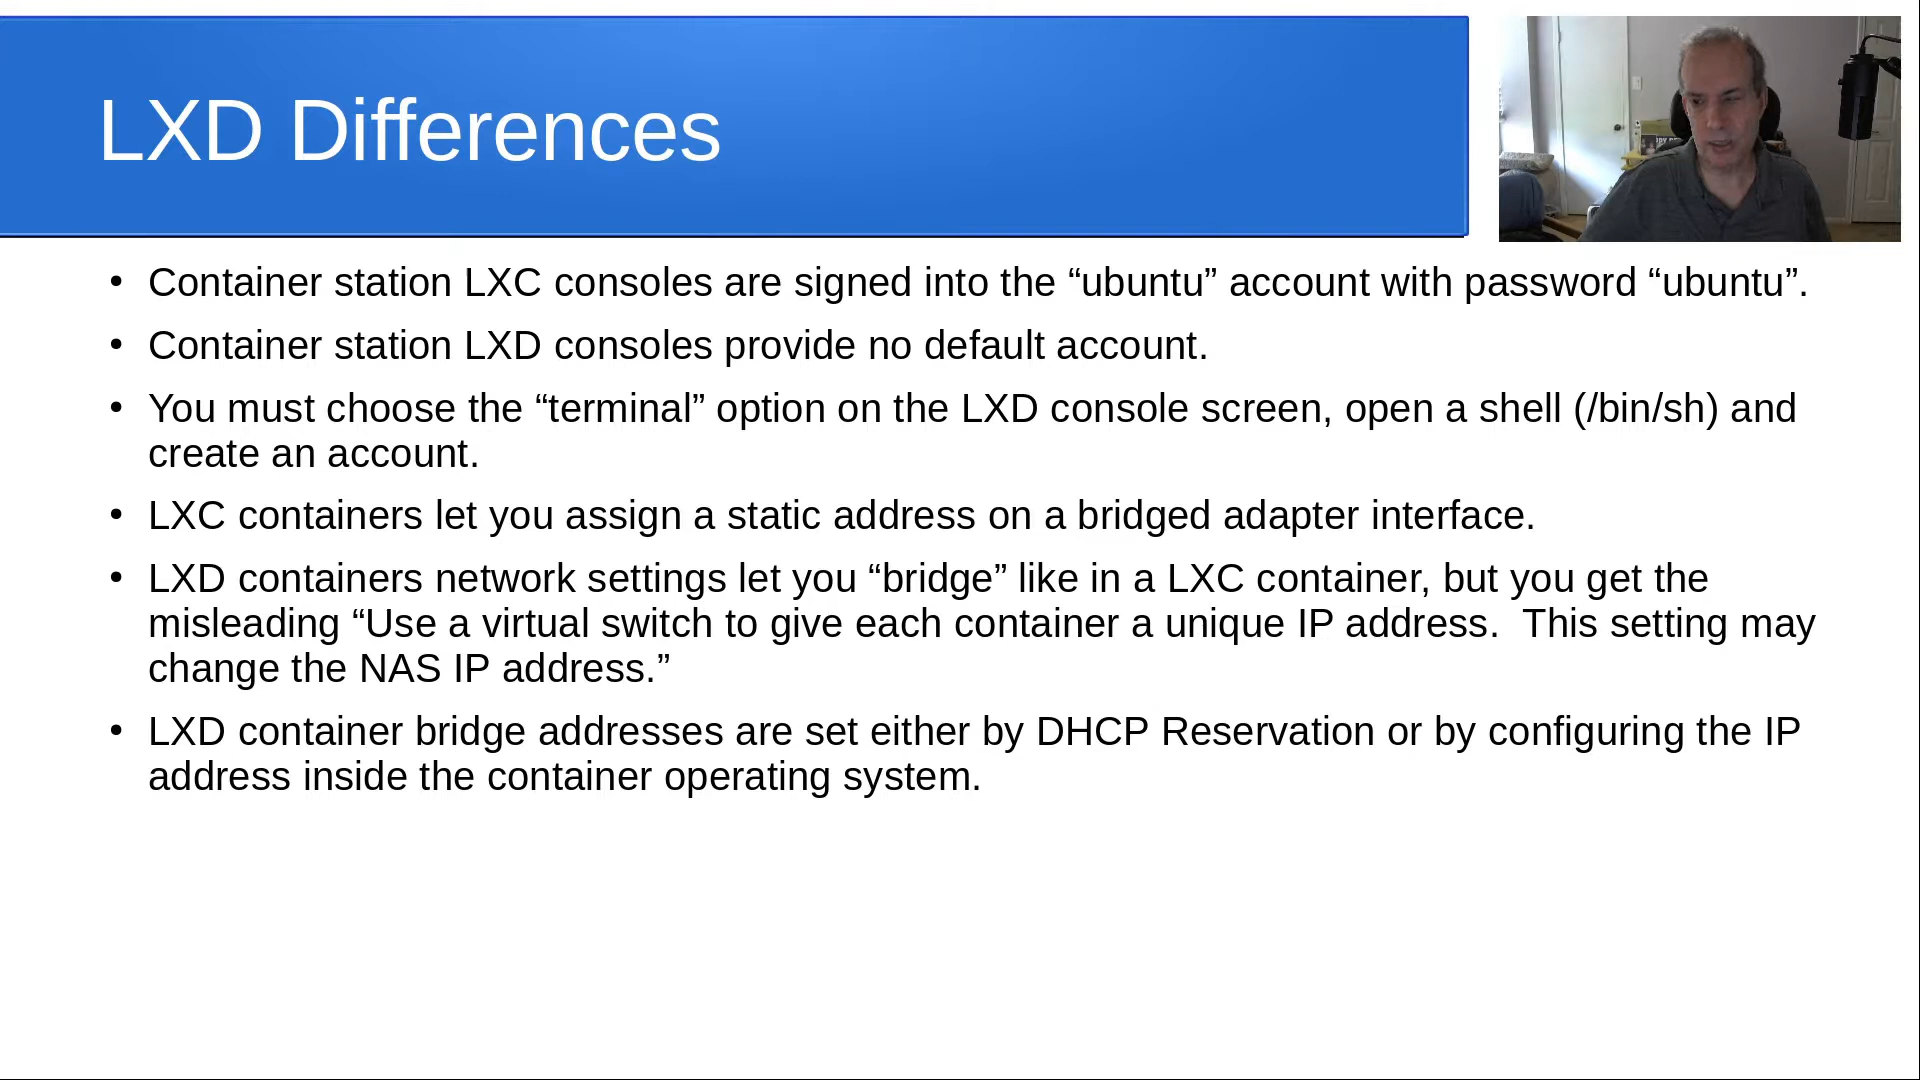 LXD Differences
• Container station LXC consoles are signed into the “ubuntu” account with password “ubuntu”.
• Container station LXD consoles provide no default account.
• You must choose the “terminal” option on the LXD console screen, open a shell (/bin/sh) and
create an account.
• LXC containers let you assign a static address on a bridged adapter interface.
• LXD containers network settings let you “bridge” like in a LXC container, but you get the
misleading “Use a virtual switch to give each container a unique IP address.  This setting may
change the NAS IP address.”
• LXD container bridge addresses are set either by DHCP Reservation or by configuring the IP
address inside the container operating system.